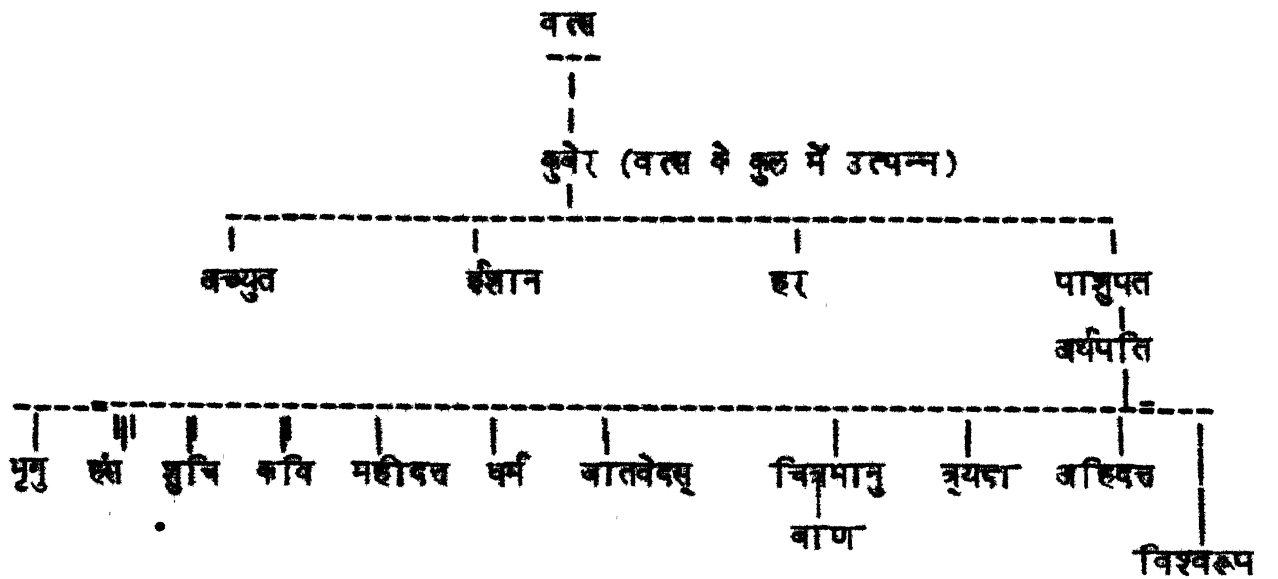 वत्स
कुबेर (वत्स के कुल में उत्पन्न)
अच्युत ईशान हर पाशुपत
अर्थपति
भृगु हंस शुचि कवि महीदत्त धर्म जातवेदस् चित्रभानु त्र्यक्ष अहिदत्त
बाण
विश्वरूप